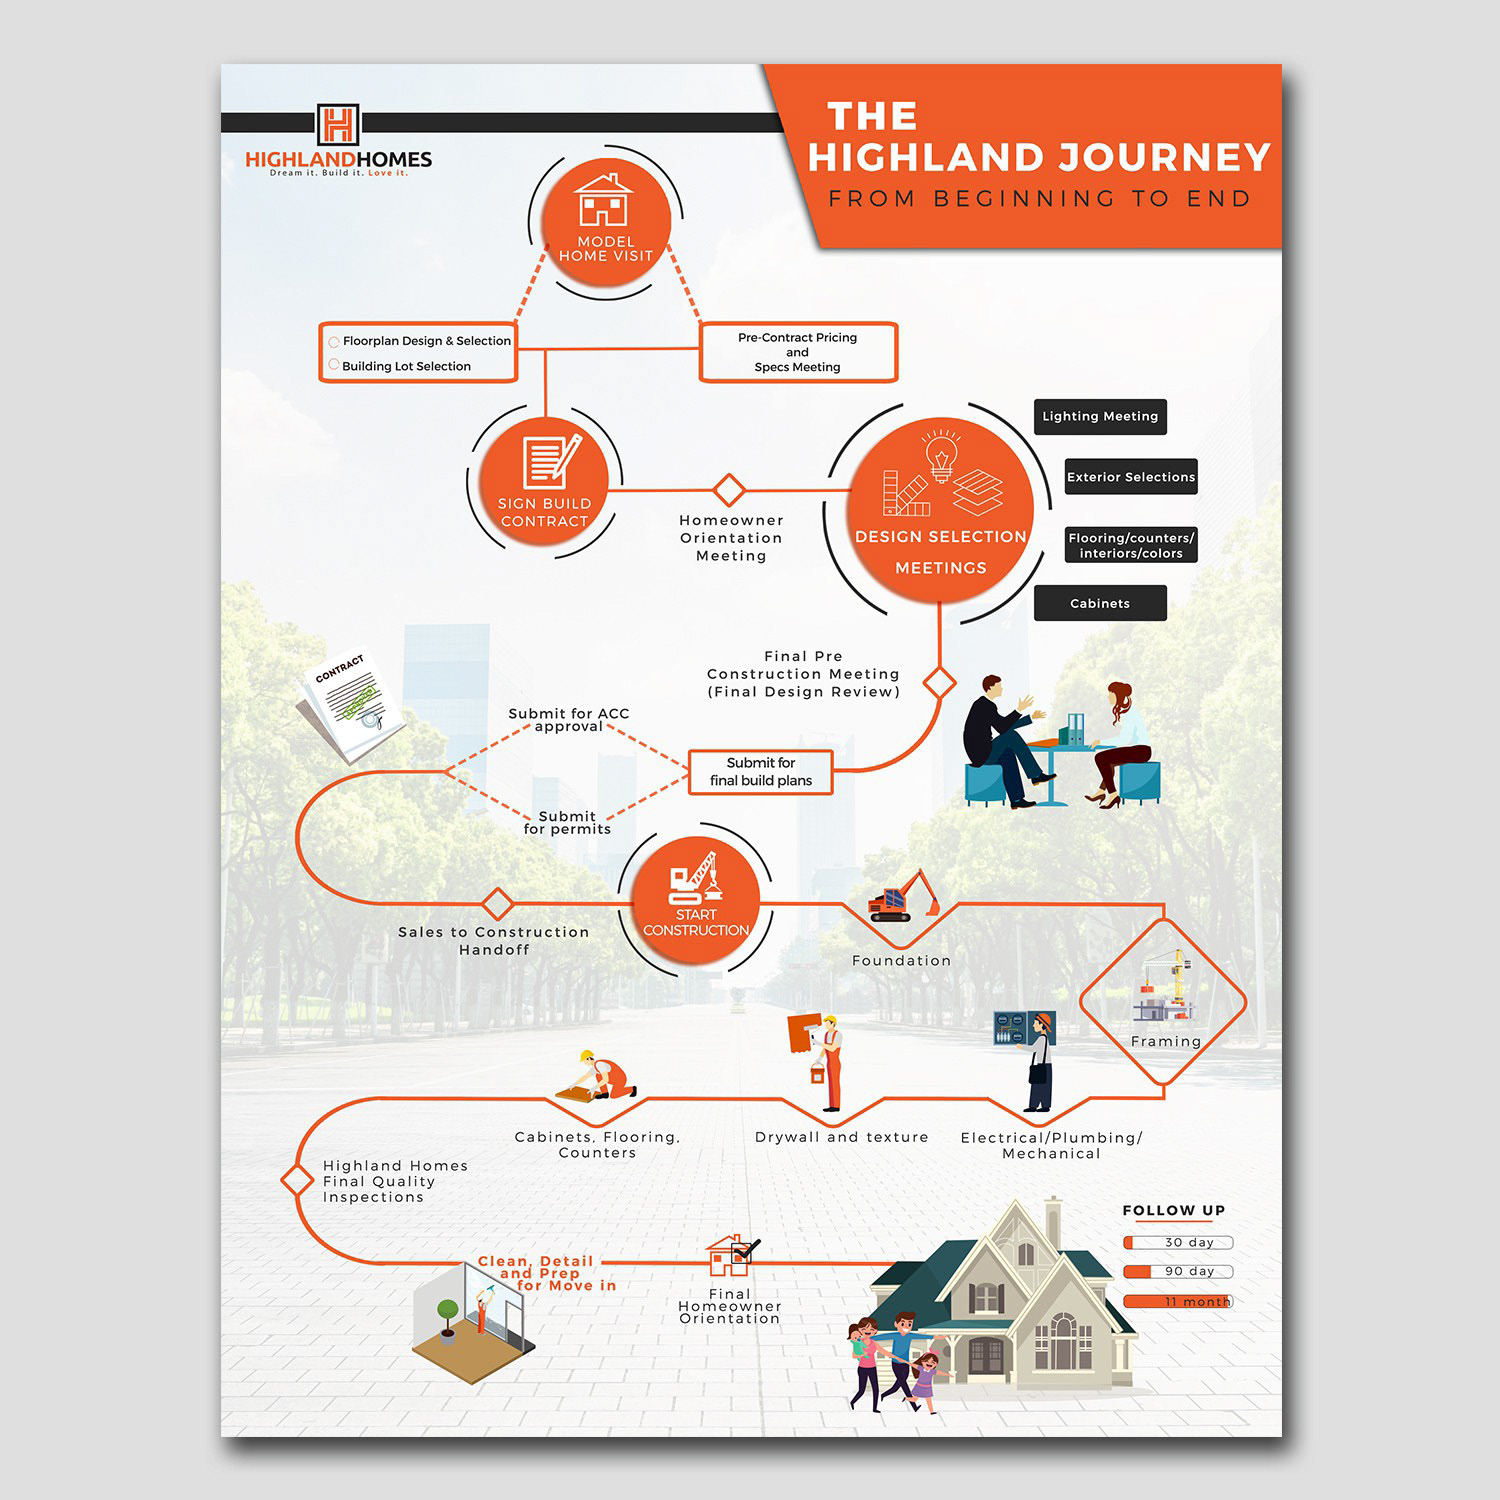 H
HIGHLANDHOMES
Dream it. Build it. Love it.
THE
HIGHLAND JOURNEY
FROM BEGINNING TO END
MODEL
HOME VISIT
Floorplan Design & Selection
Building Lot Selection
Pre-Contract Pricing
and
Specs Meeting
SIGN BUILD
CONTRACT
Homeowner
Orientation
Meeting
DESIGN SELECTION
MEETINGS
Lighting Meeting
Exterior Selections
Flooring/counters/
interiors/colors
Cabinets
Final Pre
Construction Meeting
(Final Design Review)
CONTRACT
Submit for ACC
approval
Submit for
final build plans
Submit
for permits
Sales to Construction
Handoff
START
CONSTRUCTION
Foundation
Framing
Electrical/Plumbing/
Mechanical
Drywall and texture
Cabinets, Flooring,
Counters
Highland Homes
Final Quality
Inspections
Clean, Detail
and Prep
for Move in
Final
Homeowner
Orientation
FOLLOW UP
30 day
90 day
11 month